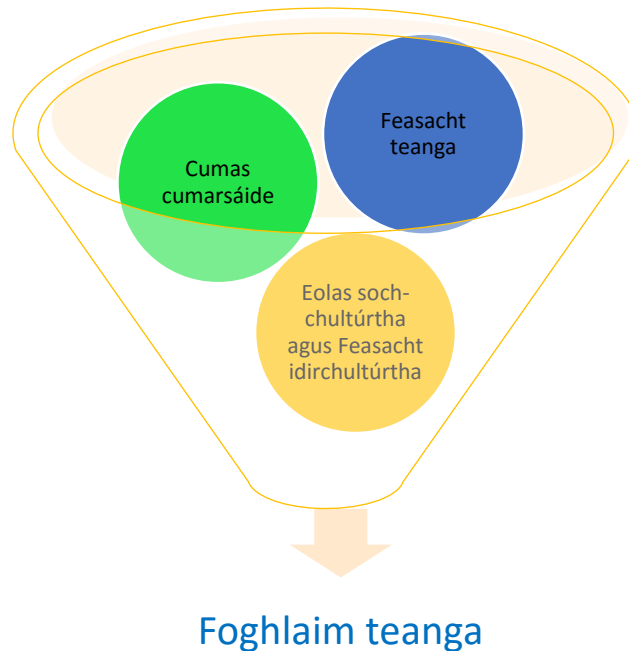 Cumas
cumarsáide
Feasacht
teanga
Eolas soch-
chultúrtha
agus Feasacht
idirchultúrtha
Foghlaim teanga